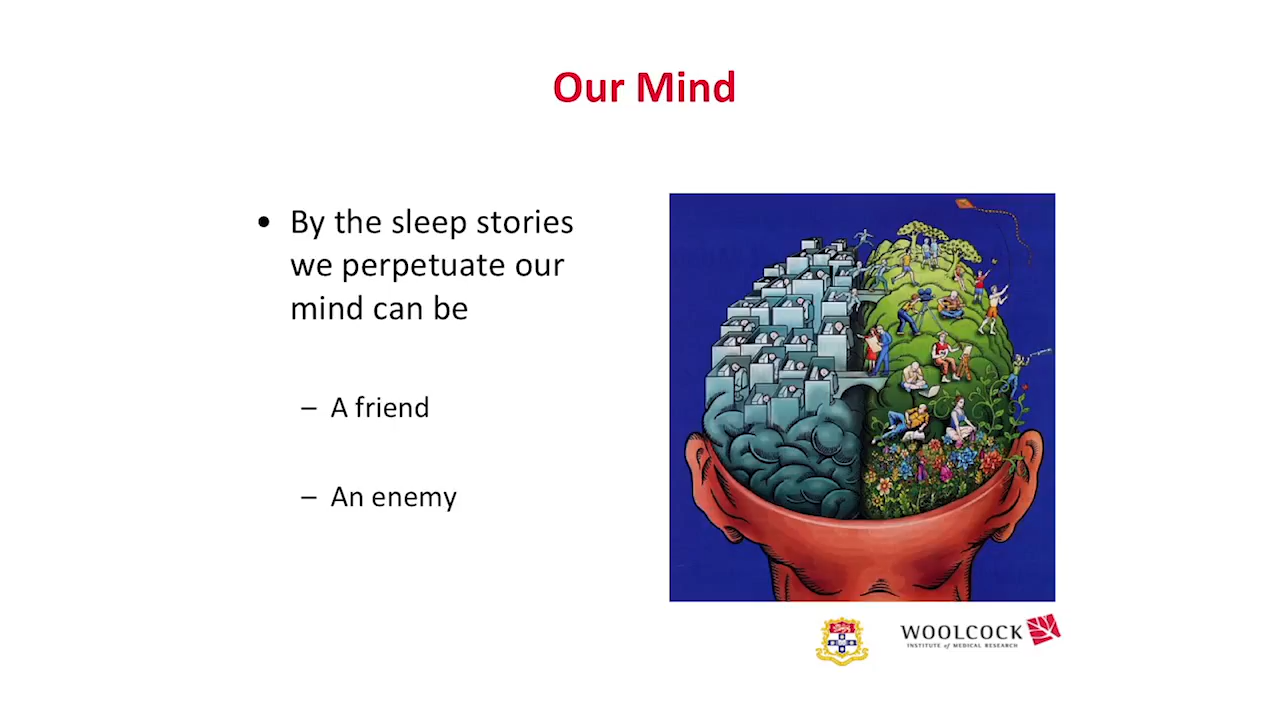 Our Mind
• By the sleep stories
we perpetuate our
mind can be
– A friend
– An enemy
WOOLCOCK
INSTITUTE of MEDICAL RESEARCH